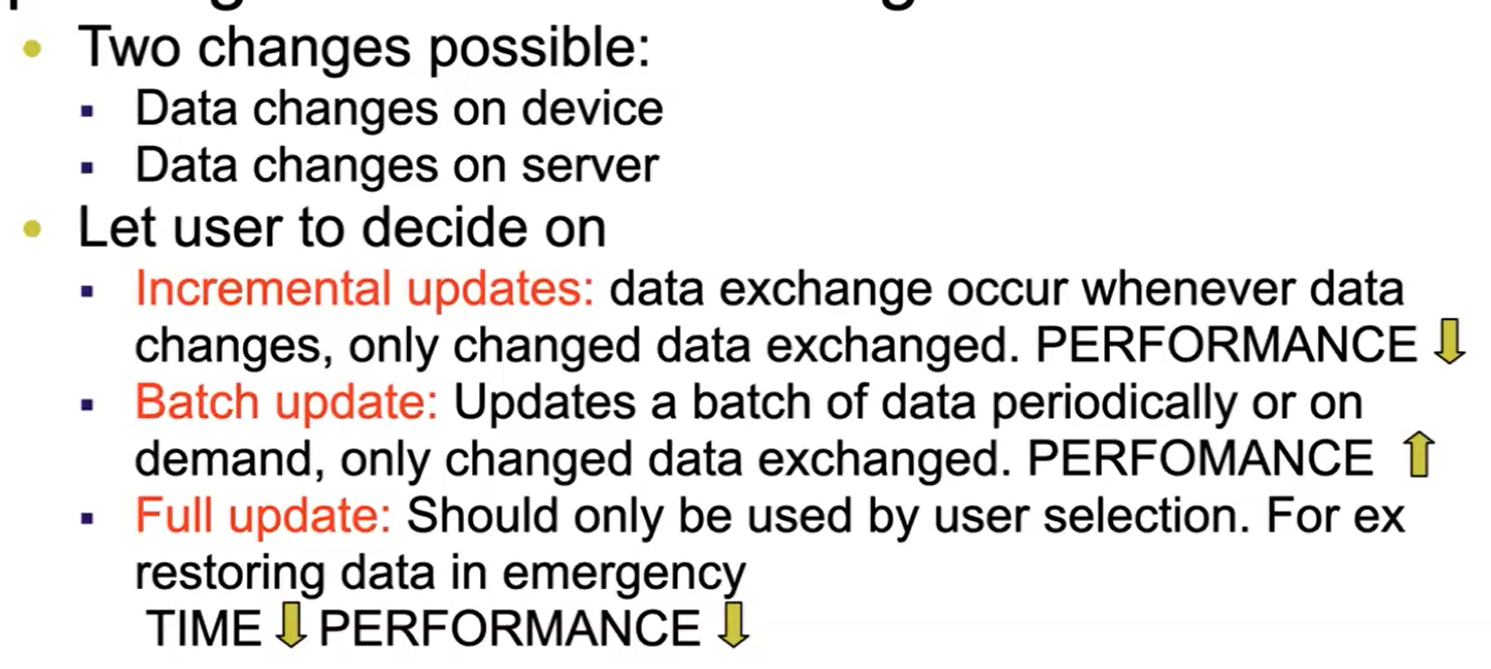 Two changes possible:
Data changes on device
Data changes on server
Let user to decide on
Incremental updates: data exchange occur whenever data
changes, only changed data exchanged. PERFORMANCE
Batch update: Updates a batch of data periodically or on
demand, only changed data exchanged. PERFOMANCE
Full update: Should only be used by user selection. For ex
restoring data in emergency
TIME PERFORMANCE